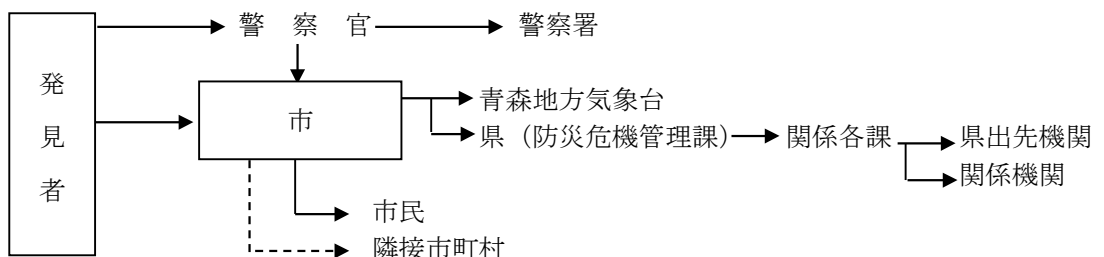 発見者
警察官
警察署
市
青森地方気象台
県（防災危機管理課）
関係各課
県出先機関
関係機関
市民
隣接市町村